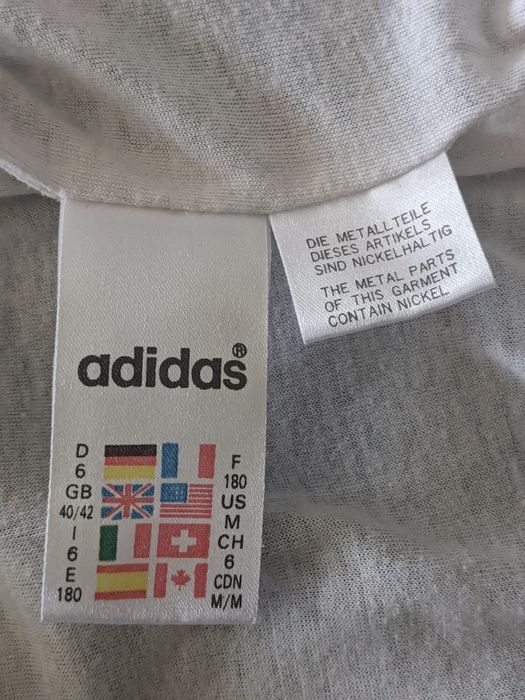 DIE METALLTEILE
DIESES ARTIKELS
SIND NICKELHALTIG
THE METAL PARTS
OF THIS GARMENT
CONTAIN NICKEL
adidas®
D
6
GB
40/42
I
6
E
180
F
180
US
M
CH
6
CDN
M/M